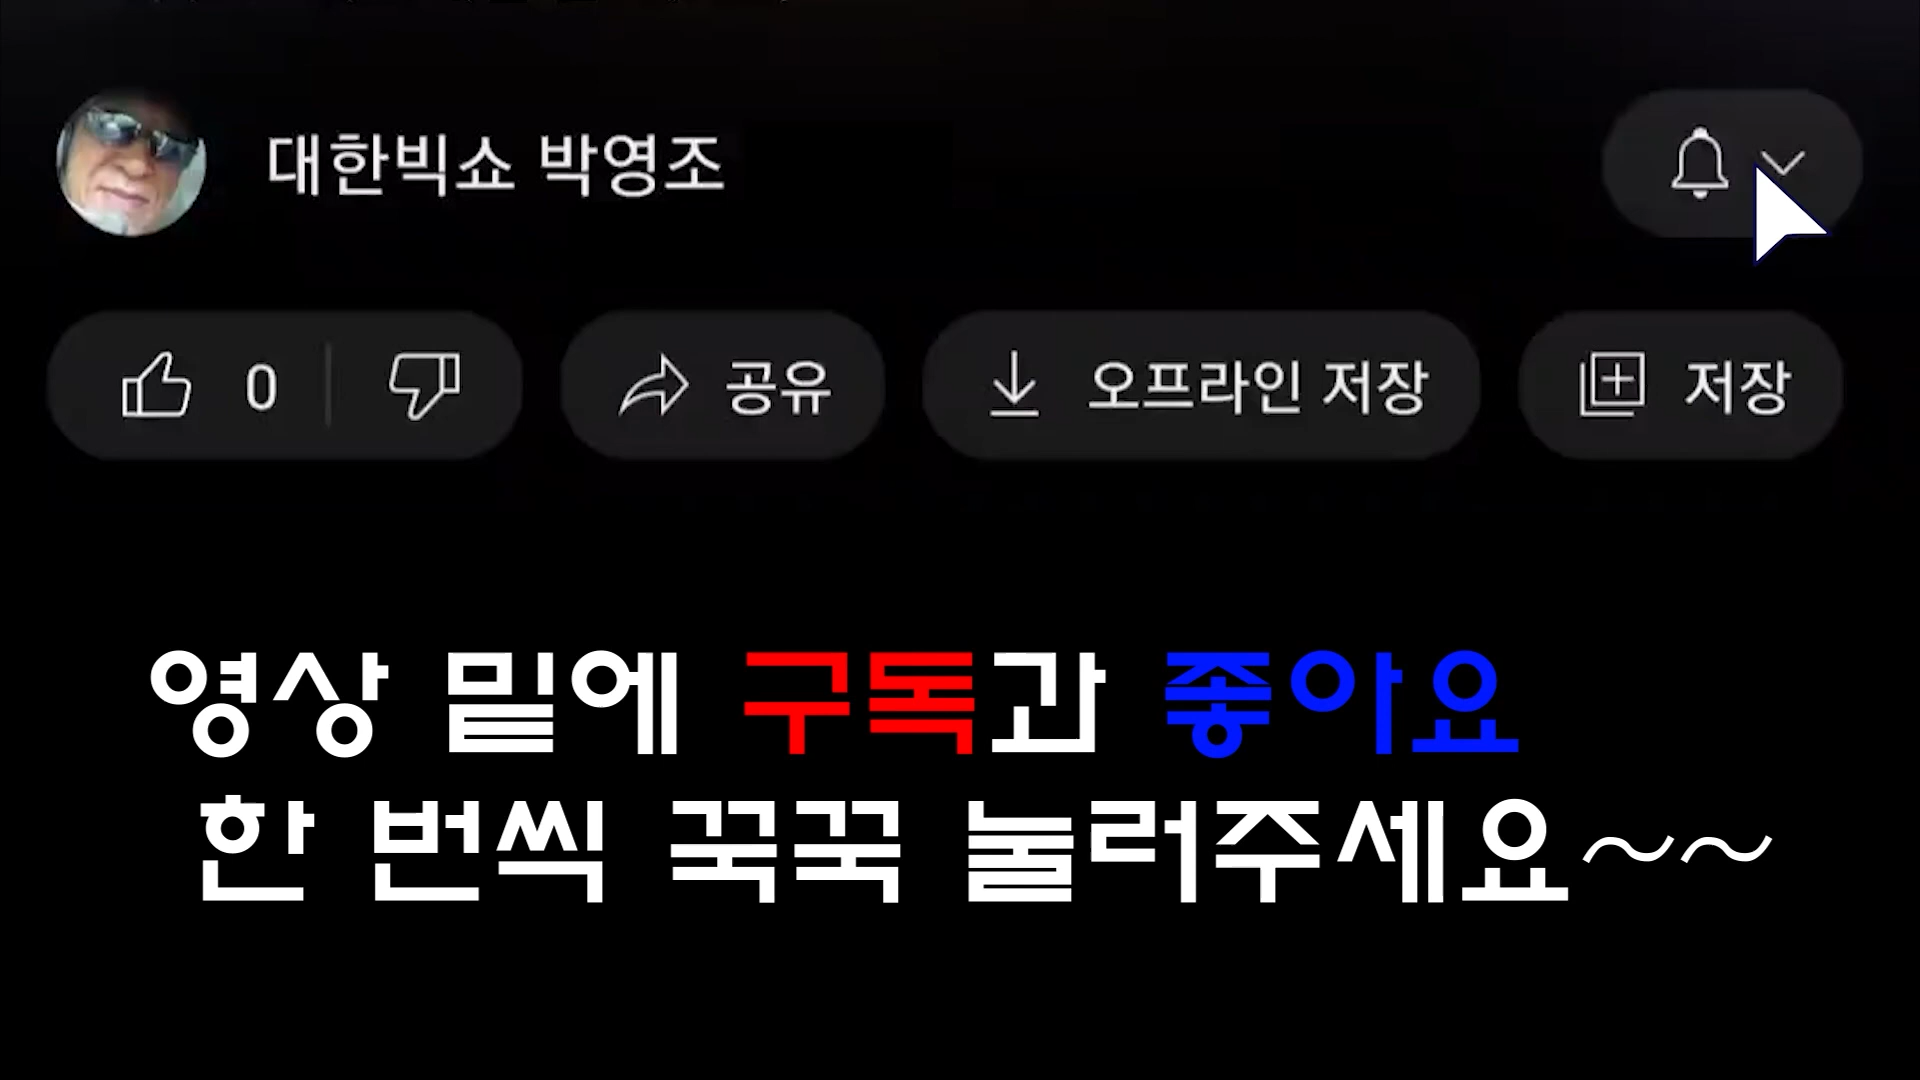 대한빅쇼 박영조
0
공유
오프라인 저장
저장
영상 밑에 구독과 좋아요
한 번씩 꾹꾹 눌러주세요~~